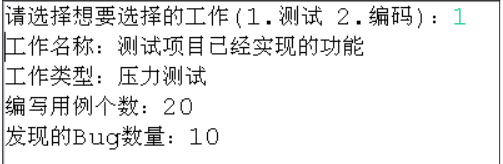 请选择想要选择的工作(1.测试 2.编码): 1
工作名称: 测试项目已经实现的功能
工作类型: 压力测试
编写用例个数: 20
发现的Bug数量: 10